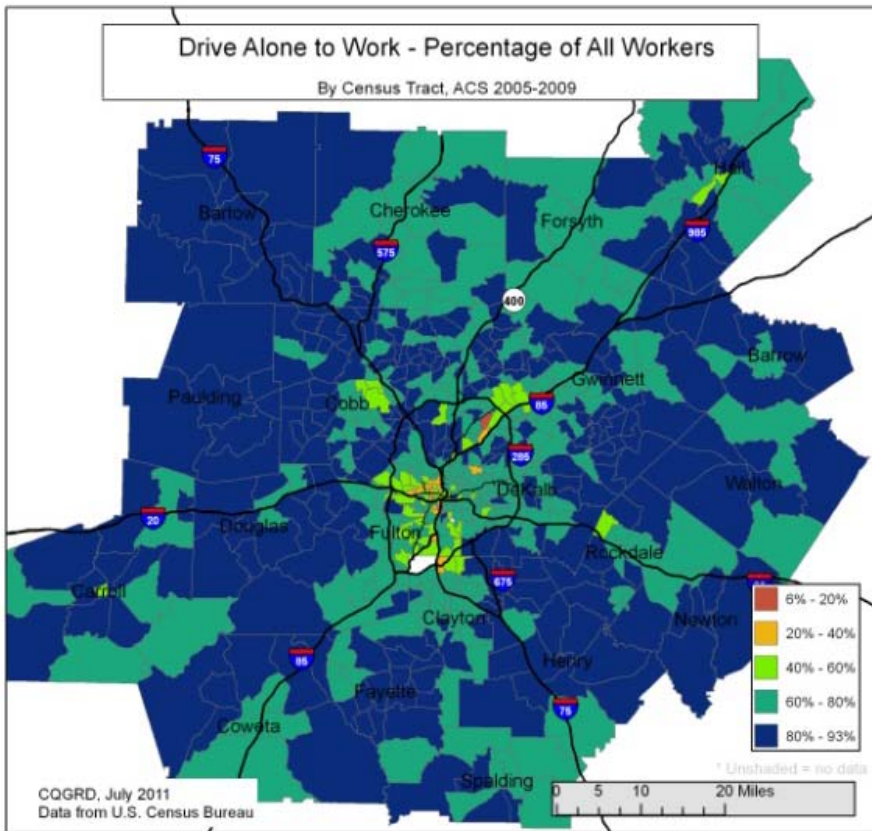 Drive Alone to Work - Percentage of All Workers
By Census Tract, ACS 2005-2009
75
Hall
Bartow
Cherokee
Forsyth
985
575
400
Barrow
Gwinnett
Paulding
Cobb
85
285
Walton
DeKalb
20
Douglas
Fulton
Rockdale
675
Carroll
Clayton
Newton
Henry
85
Fayette
75
Coweta
Spalding
6% - 20%
20% - 40%
40% - 60%
60% - 80%
80% - 93%
* Unshaded = no data
0 5 10 20 Miles
CQGRD, July 2011
Data from U.S. Census Bureau